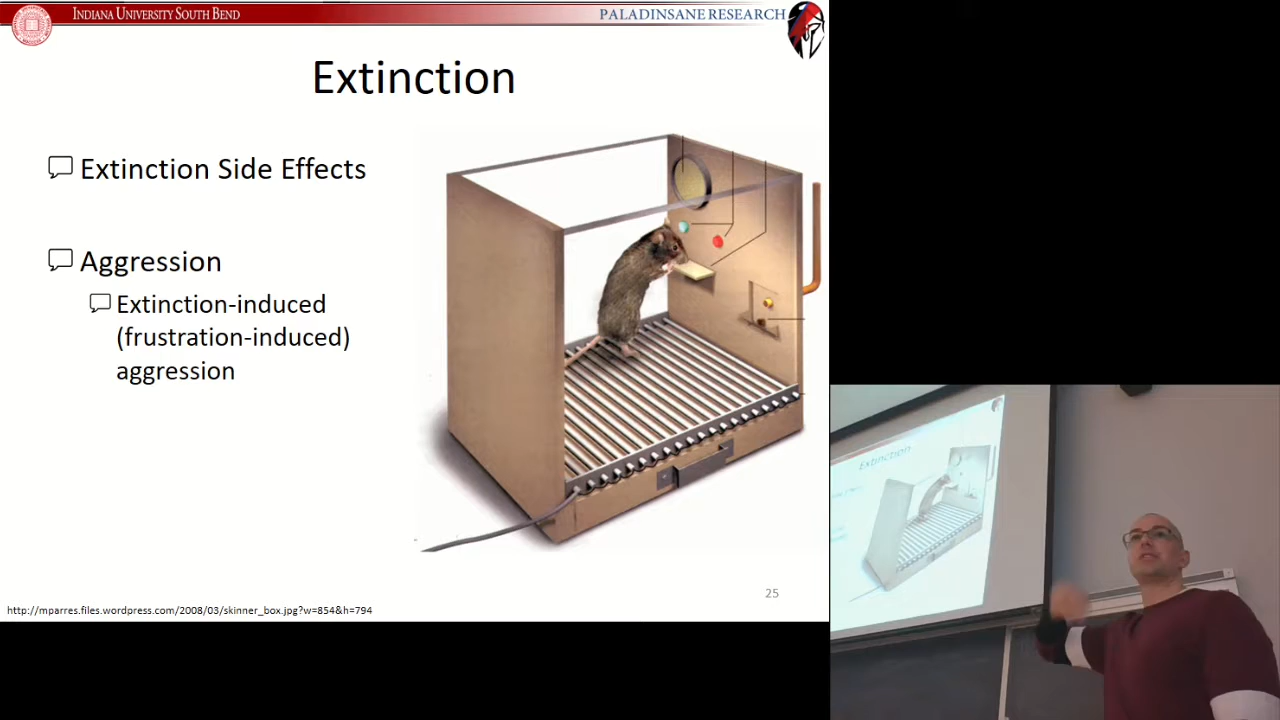 INDIANA UNIVERSITY SOUTH BEND
PALADINSANE RESEARCH
Extinction
Extinction Side Effects
Aggression
Extinction-induced
(frustration-induced)
aggression
http://mparres.files.wordpress.com/2008/03/skinner_box.jpg?w=854&h=794
25
Extinction